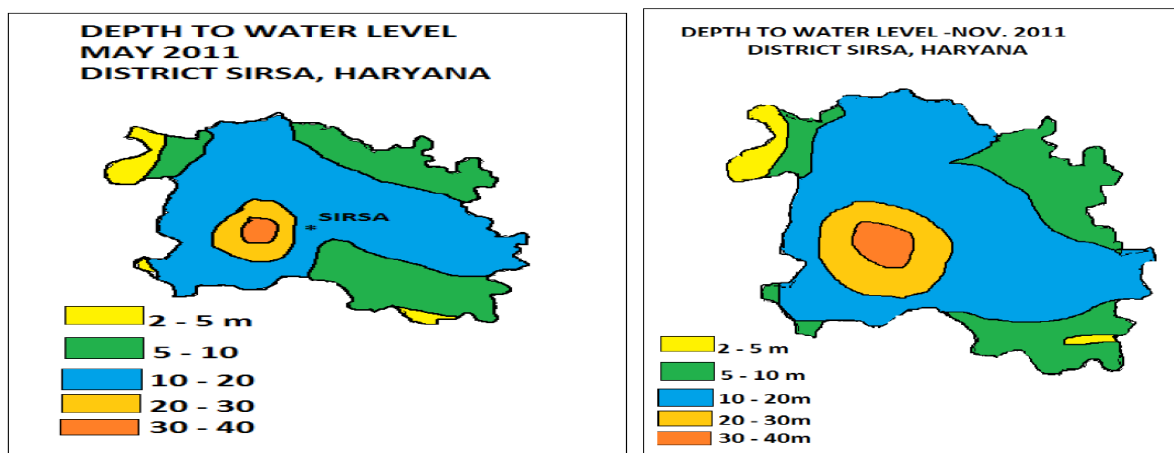 DEPTH TO WATER LEVEL
MAY 2011
DISTRICT SIRSA, HARYANA
SIRSA
*
2 - 5 m
5 - 10
10 - 20
20 - 30
30 - 40
DEPTH TO WATER LEVEL -NOV. 2011
DISTRICT SIRSA, HARYANA
2 - 5 m
5 - 10 m
10 - 20m
20 - 30m
30 - 40m